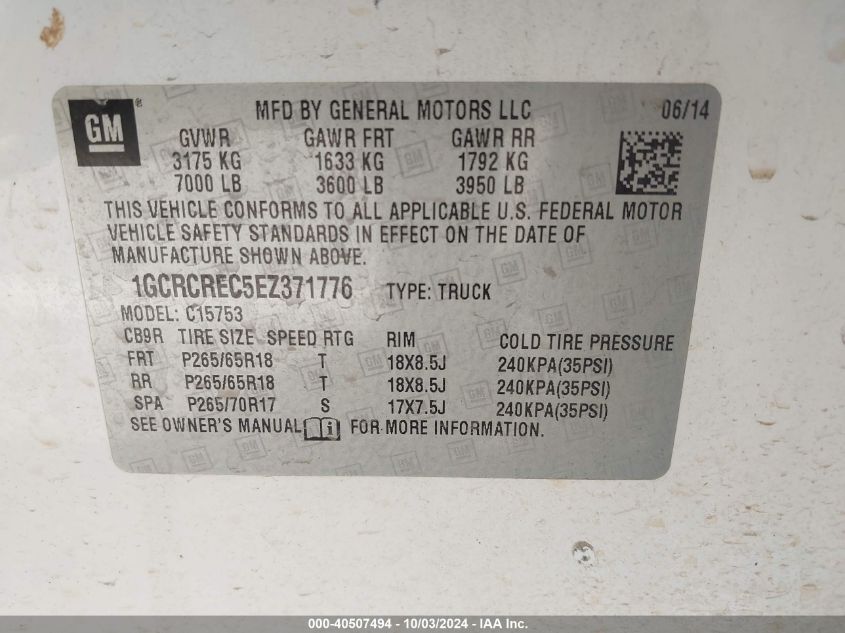 GM ® MFD BY GENERAL MOTORS LLC 06/14
GVWR GAWR FRT GAWR RR
3175 KG 1633 KG 1792 KG
7000 LB 3600 LB 3950 LB
THIS VEHICLE CONFORMS TO ALL APPLICABLE U.S. FEDERAL MOTOR
VEHICLE SAFETY STANDARDS IN EFFECT ON THE DATE OF
MANUFACTURE SHOWN ABOVE.
1GCRCREC5EZ371776 TYPE: TRUCK
MODEL: C15753
CB9R TIRE SIZE SPEED RTG RIM COLD TIRE PRESSURE
FRT P265/65R18 T 18X8.5J 240KPA(35PSI)
RR P265/65R18 T 18X8.5J 240KPA(35PSI)
SPA P265/70R17 S 17X7.5J 240KPA(35PSI)
SEE OWNER'S MANUAL i FOR MORE INFORMATION.
000-40507494 - 10/03/2024 - IAA Inc.